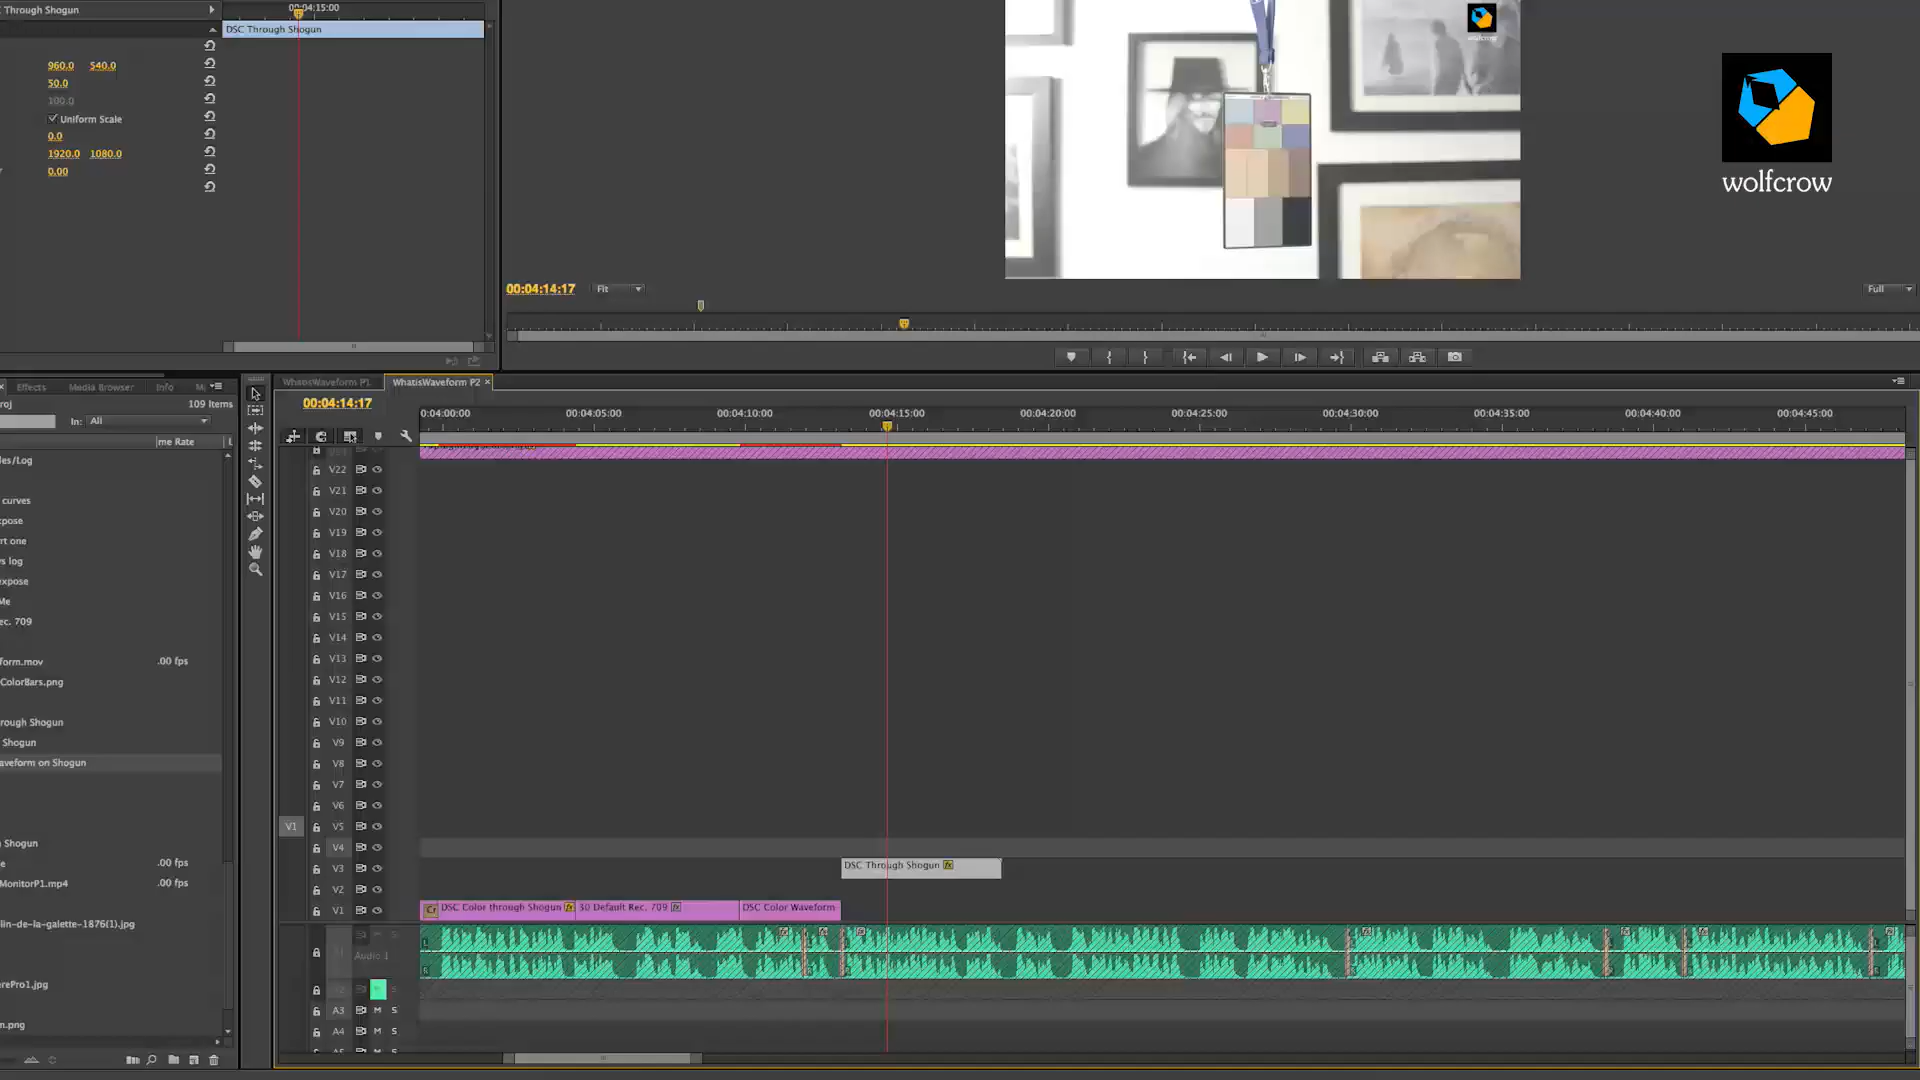 DSC Through Shogun
00:04:15:00
DSC Through Shogun
960.0 540.0
50.0
100.0
Uniform Scale
0.0
1920.0 1080.0
0.00
wolfcrow
00:04:14:17
Fit
Full
Effects
Media Browser
Info
WhatisWaveform P1
WhatisWaveform P2
109 Items
In: All
me Rate
00:04:14:17
0:04:00:00
00:04:05:00
00:04:10:00
00:04:15:00
00:04:20:00
00:04:25:00
00:04:30:00
00:04:35:00
00:04:40:00
00:04:45:00
es/Log
curves
xpose
rt one
s log
expose
Me
ec. 709
form.mov .00 fps
ColorBars.png
rough Shogun
Shogun
aveform on Shogun
Shogun
.00 fps
MonitorP1.mp4 .00 fps
lin-de-la-galette-1876(1).jpg
erePro1.jpg
m.png
V22
V21
V20
V19
V18
V17
V16
V15
V14
V13
V12
V11
V10
V9
V8
V7
V6
V1 V5
V4
V3 DSC Through Shogun
V2
V1 DSC Color through Shogun 30 Default Rec. 709 DSC Color Waveform
Audio 1
A3 M S
A4 M S